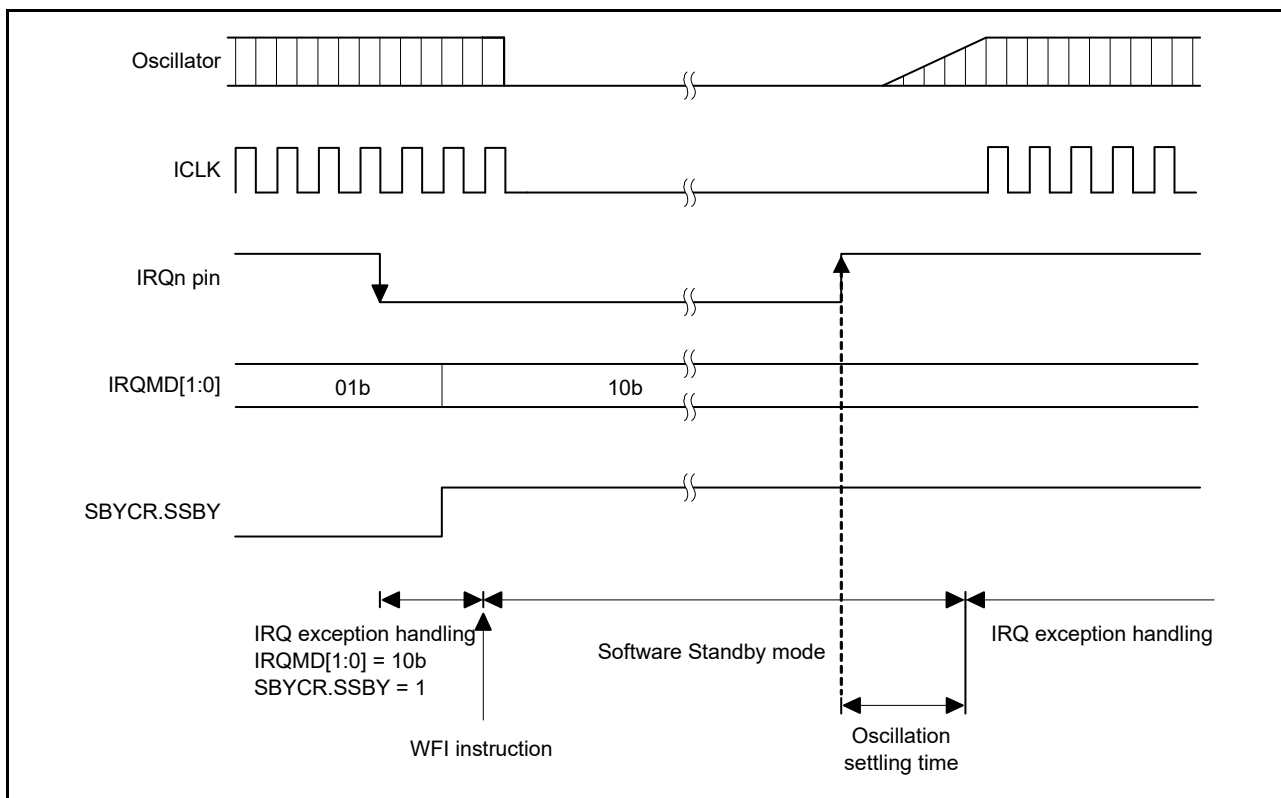 Oscillator
ICLK
IRQn pin
IRQMD[1:0]
01b
10b
SBYCR.SSBY
IRQ exception handling
IRQMD[1:0] = 10b
SBYCR.SSBY = 1
WFI instruction
Software Standby mode
Oscillation
settling time
IRQ exception handling